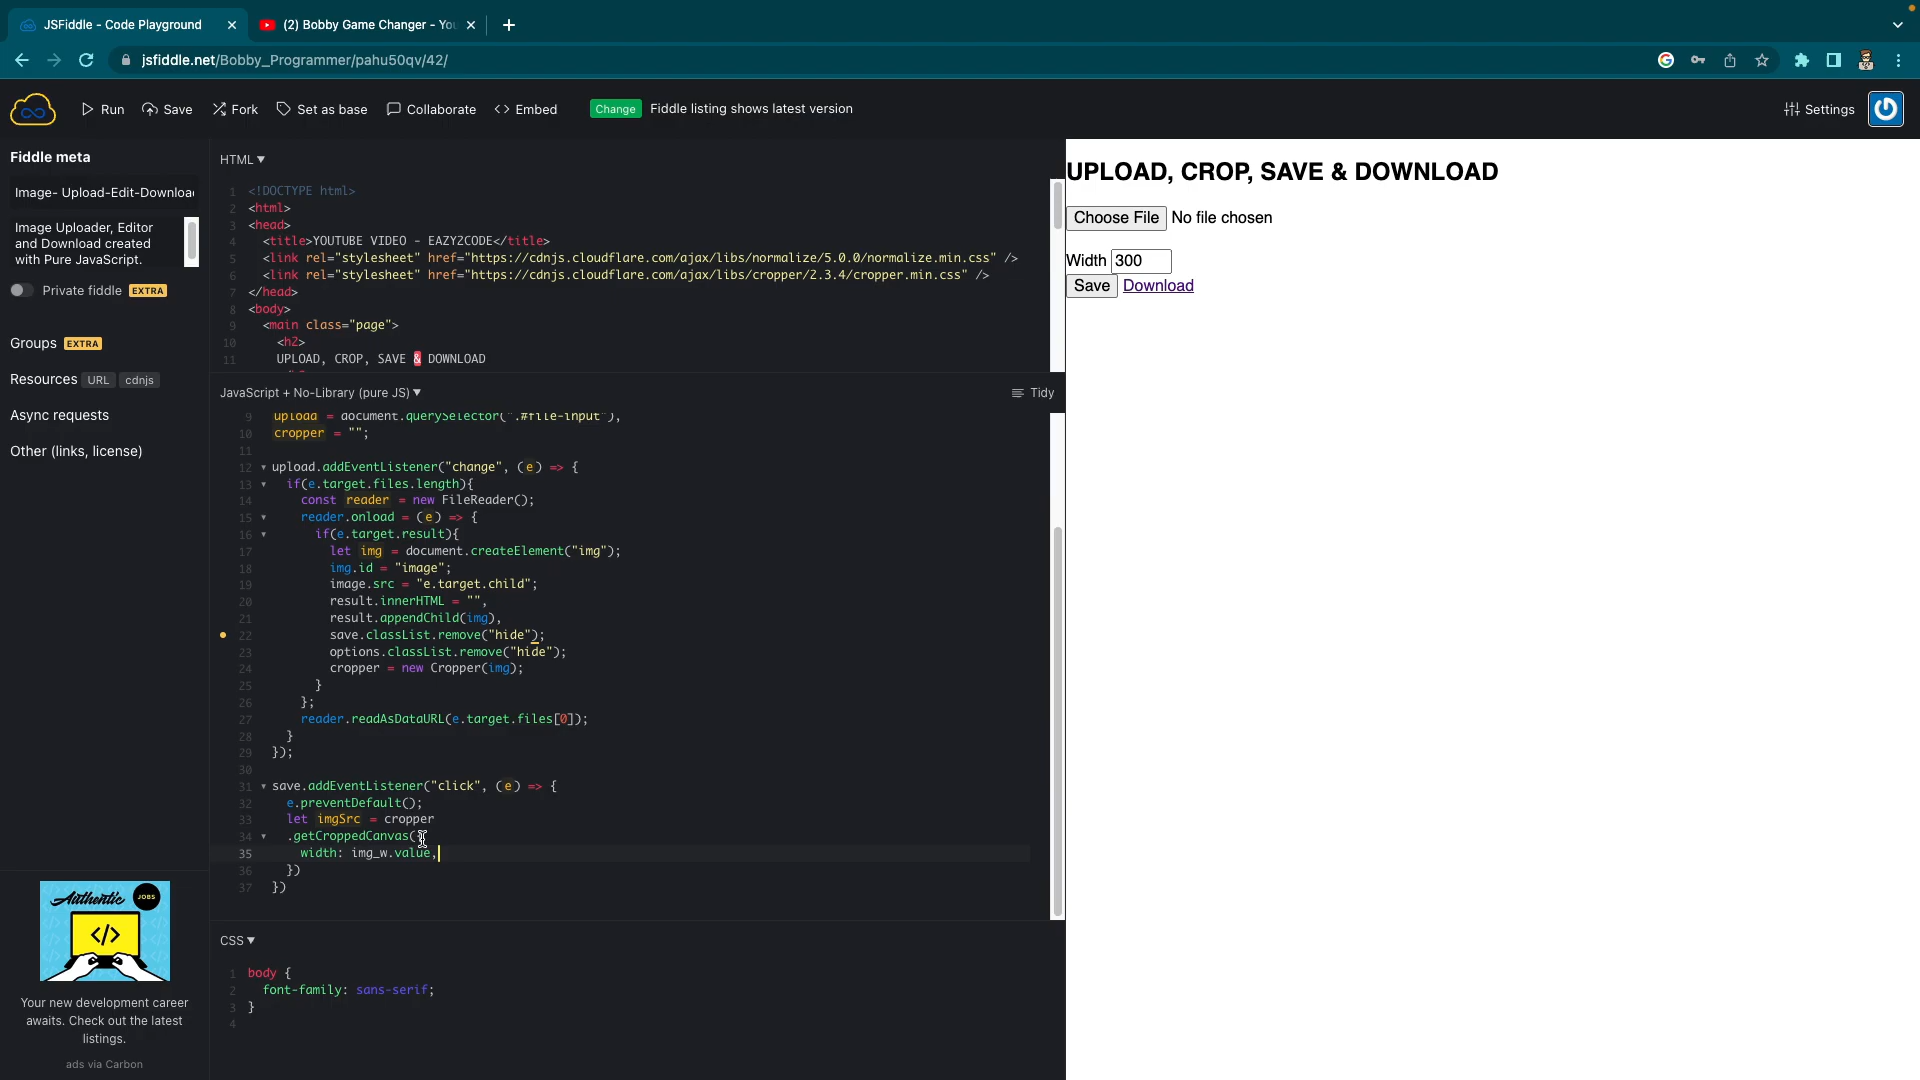 JSFiddle - Code Playground
(2) Bobby Game Changer - You
jsfiddle.net/Bobby_Programmer/pahu50qv/42/
Run
Save
Fork
Set as base
Collaborate
Embed
Change
Fiddle listing shows latest version
Settings
Fiddle meta
Image- Upload-Edit-Download
Image Uploader, Editor
and Download created
with Pure JavaScript.
Private fiddle EXTRA
Groups EXTRA
Resources URL cdnjs
Async requests
Other (links, license)
Authentic JOBS
</>
Your new development career
awaits. Check out the latest
listings.
ads via Carbon
HTML
1 <!DOCTYPE html>
2 <html>
3 <head>
4 <title>YOUTUBE VIDEO - EAZY2CODE</title>
5 <link rel="stylesheet" href="https://cdnjs.cloudflare.com/ajax/libs/normalize/5.0.0/normalize.min.css" />
6 <link rel="stylesheet" href="https://cdnjs.cloudflare.com/ajax/libs/cropper/2.3.4/cropper.min.css" />
7 </head>
8 <body>
9 <main class="page">
10 <h2>
11 UPLOAD, CROP, SAVE & DOWNLOAD
JavaScript + No-Library (pure JS)
Tidy
9 upload = document.querySelector(".#file-input"),
10 cropper = "";
11
12 upload.addEventListener("change", (e) => {
13 if(e.target.files.length){
14 const reader = new FileReader();
15 reader.onload = (e) => {
16 if(e.target.result){
17 let img = document.createElement("img");
18 img.id = "image";
19 image.src = "e.target.child";
20 result.innerHTML = "",
21 result.appendChild(img),
22 save.classList.remove("hide");
23 options.classList.remove("hide");
24 cropper = new Cropper(img);
25 }
26 };
27 reader.readAsDataURL(e.target.files[0]);
28 }
29 });
30
31 save.addEventListener("click", (e) => {
32 e.preventDefault();
33 let imgSrc = cropper
34 .getCroppedCanvas({
35 width: img_w.value,
36 })
37 })
CSS
1 body {
2 font-family: sans-serif;
3 }
4
UPLOAD, CROP, SAVE & DOWNLOAD
Choose File No file chosen
Width 300
Save Download